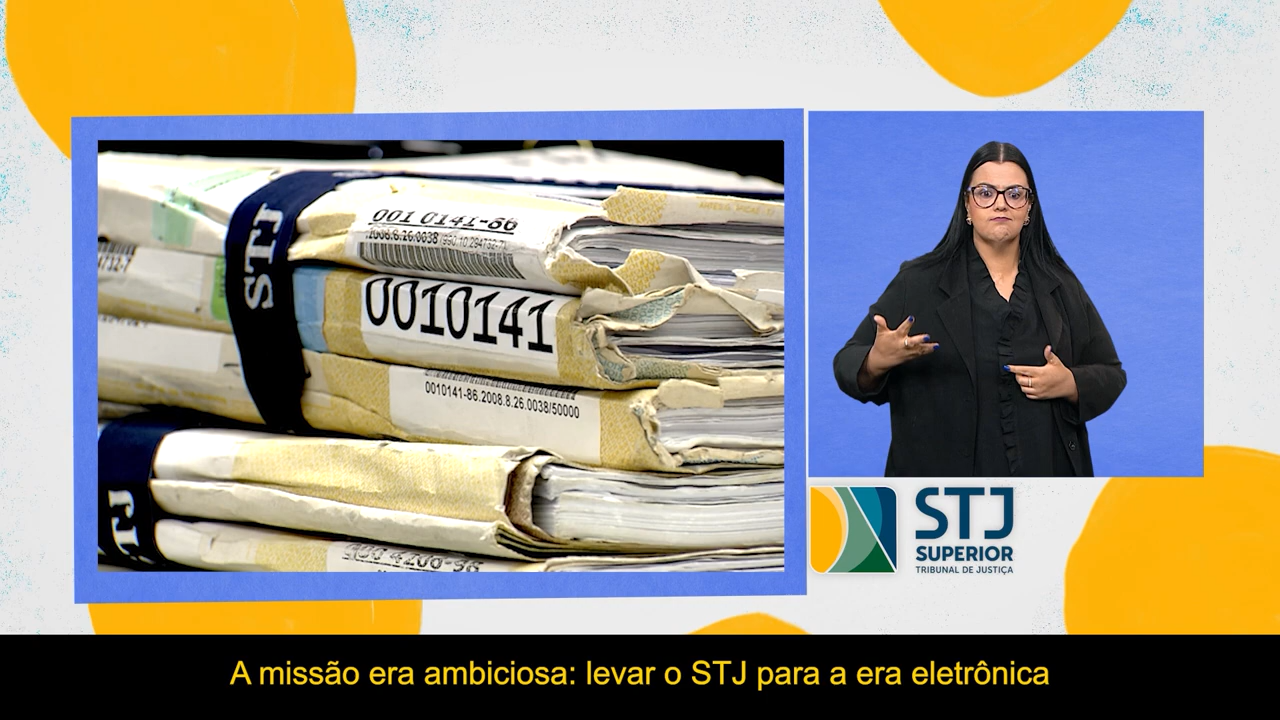 001 0141-86
2008.8.26.0038
STJ
0010141
0010141-86.2008.8.26.0038/50000
STJ
STJ
SUPERIOR
TRIBUNAL DE JUSTIÇA
A missão era ambiciosa: levar o STJ para a era eletrônica